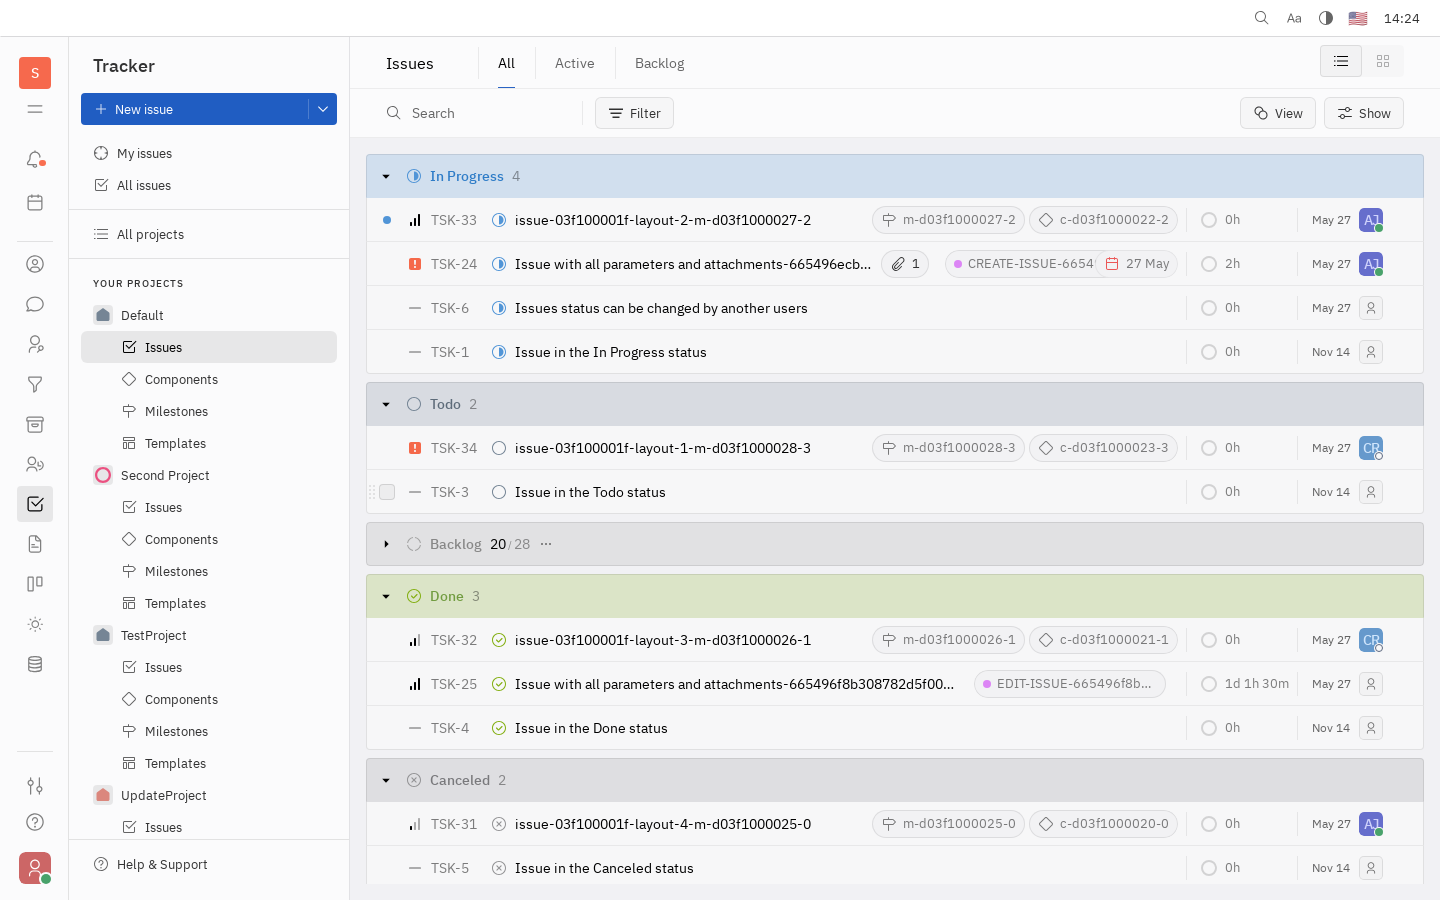 Aa 14:24
S
Tracker
New issue
My issues
All issues
All projects
YOUR PROJECTS
Default
Issues
Components
Milestones
Templates
Second Project
Issues
Components
Milestones
Templates
TestProject
Issues
Components
Milestones
Templates
UpdateProject
Issues
Help & Support
Issues All Active Backlog
Search Filter View Show
In Progress 4
TSK-33 issue-03f100001f-layout-2-m-d03f1000027-2 m-d03f1000027-2 c-d03f1000022-2 0h May 27 AJ
TSK-24 Issue with all parameters and attachments-665496ecb... 1 CREATE-ISSUE-6654 27 May 2h May 27 AJ
TSK-6 Issues status can be changed by another users 0h May 27
TSK-1 Issue in the In Progress status 0h Nov 14
Todo 2
TSK-34 issue-03f100001f-layout-1-m-d03f1000028-3 m-d03f1000028-3 c-d03f1000023-3 0h May 27 CR
TSK-3 Issue in the Todo status 0h Nov 14
Backlog 20/28 ...
Done 3
TSK-32 issue-03f100001f-layout-3-m-d03f1000026-1 m-d03f1000026-1 c-d03f1000021-1 0h May 27 CR
TSK-25 Issue with all parameters and attachments-665496f8b308782d5f00... EDIT-ISSUE-665496f8b... 1d 1h 30m May 27
TSK-4 Issue in the Done status 0h Nov 14
Canceled 2
TSK-31 issue-03f100001f-layout-4-m-d03f1000025-0 m-d03f1000025-0 c-d03f1000020-0 0h May 27 AJ
TSK-5 Issue in the Canceled status 0h Nov 14